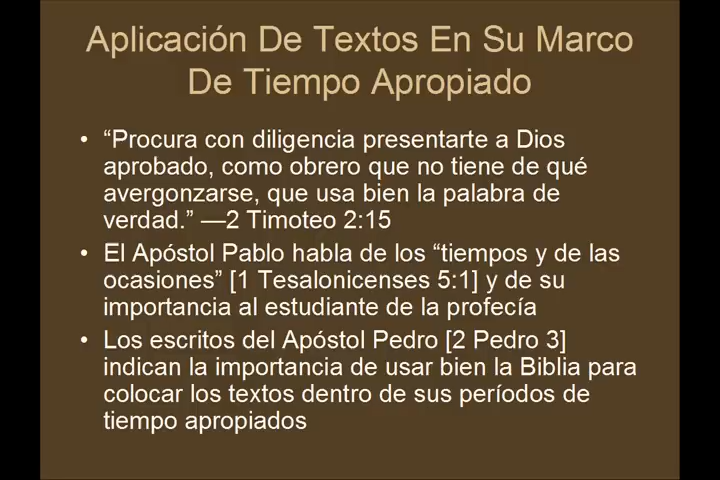 Aplicación De Textos En Su Marco
De Tiempo Apropiado
• “Procura con diligencia presentarte a Dios
aprobado, como obrero que no tiene de qué
avergonzarse, que usa bien la palabra de
verdad.” —2 Timoteo 2:15
• El Apóstol Pablo habla de los “tiempos y de las
ocasiones” [1 Tesalonicenses 5:1] y de su
importancia al estudiante de la profecía
• Los escritos del Apóstol Pedro [2 Pedro 3]
indican la importancia de usar bien la Biblia para
colocar los textos dentro de sus períodos de
tiempo apropiados